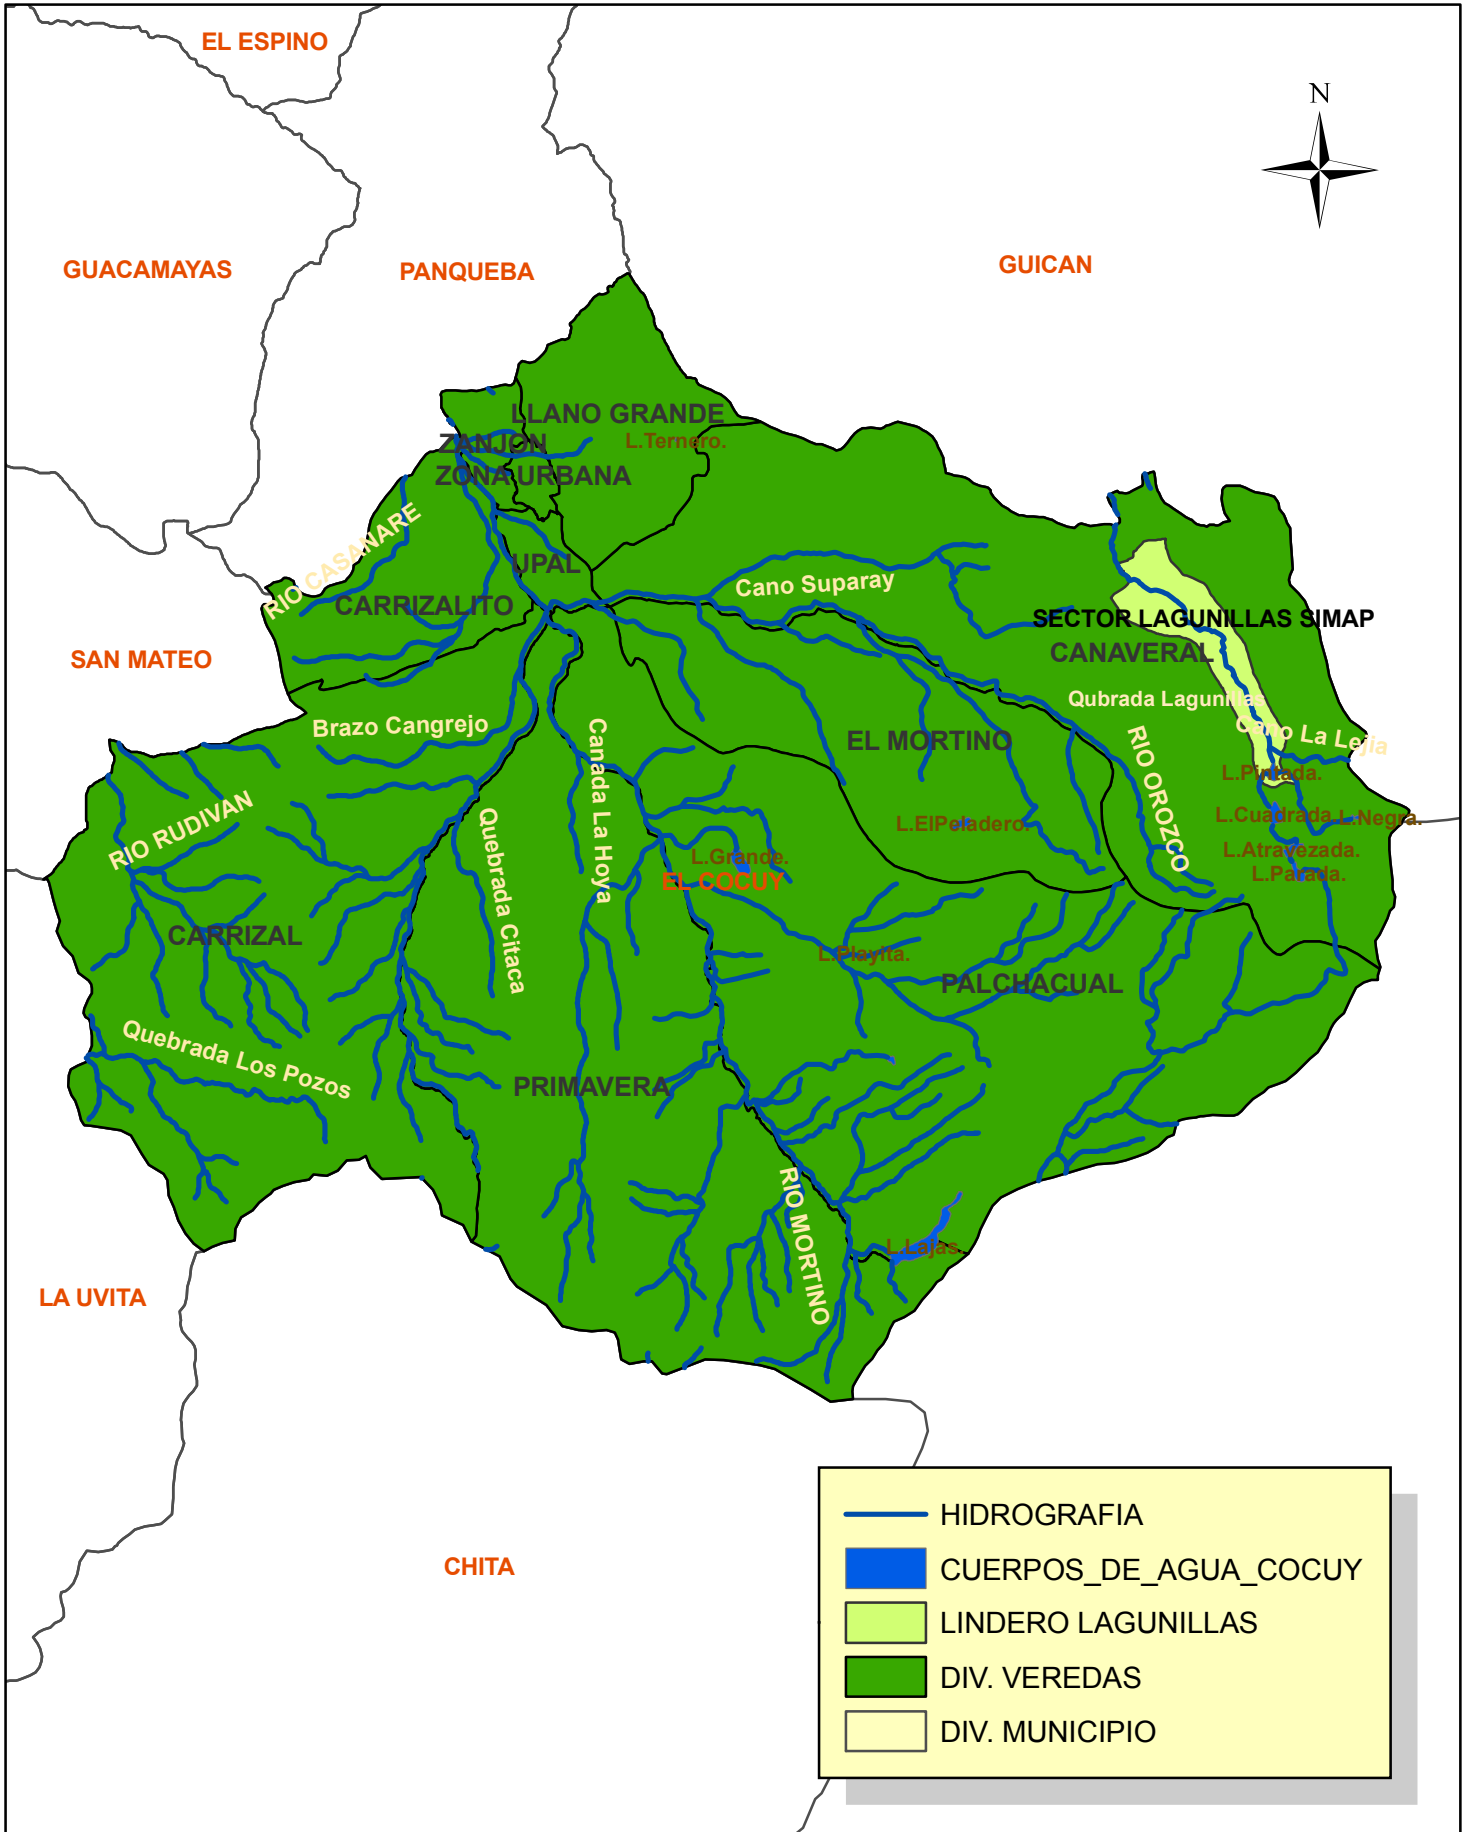 EL ESPINO
N
GUACAMAYAS
PANQUEBA
GUICAN
LLANO GRANDE
ZANJON
L.Ternero.
ZONA URBANA
RIO CASANARE
UPAL
CARRIZALITO
Cano Suparay
SECTOR LAGUNILLAS SIMAP
CANAVERAL
SAN MATEO
Qubrada Lagunillas
Brazo Cangrejo
Cano La Lejia
EL MORTINO
RIO OROZCO
Canada La Hoya
L.Pintada.
RIO RUDIVAN
Quebrada Citaca
L.ElPeladero.
L.Cuadrada
L.Negra.
L.Grande.
L.Atravezada.
EL COCUY
L.Parada.
CARRIZAL
L.Playita.
PALCHACUAL
Quebrada Los Pozos
PRIMAVERA
RIO MORTINO
L.Lajas.
LA UVITA
CHITA
HIDROGRAFIA
CUERPOS_DE_AGUA_COCUY
LINDERO LAGUNILLAS
DIV. VEREDAS
DIV. MUNICIPIO